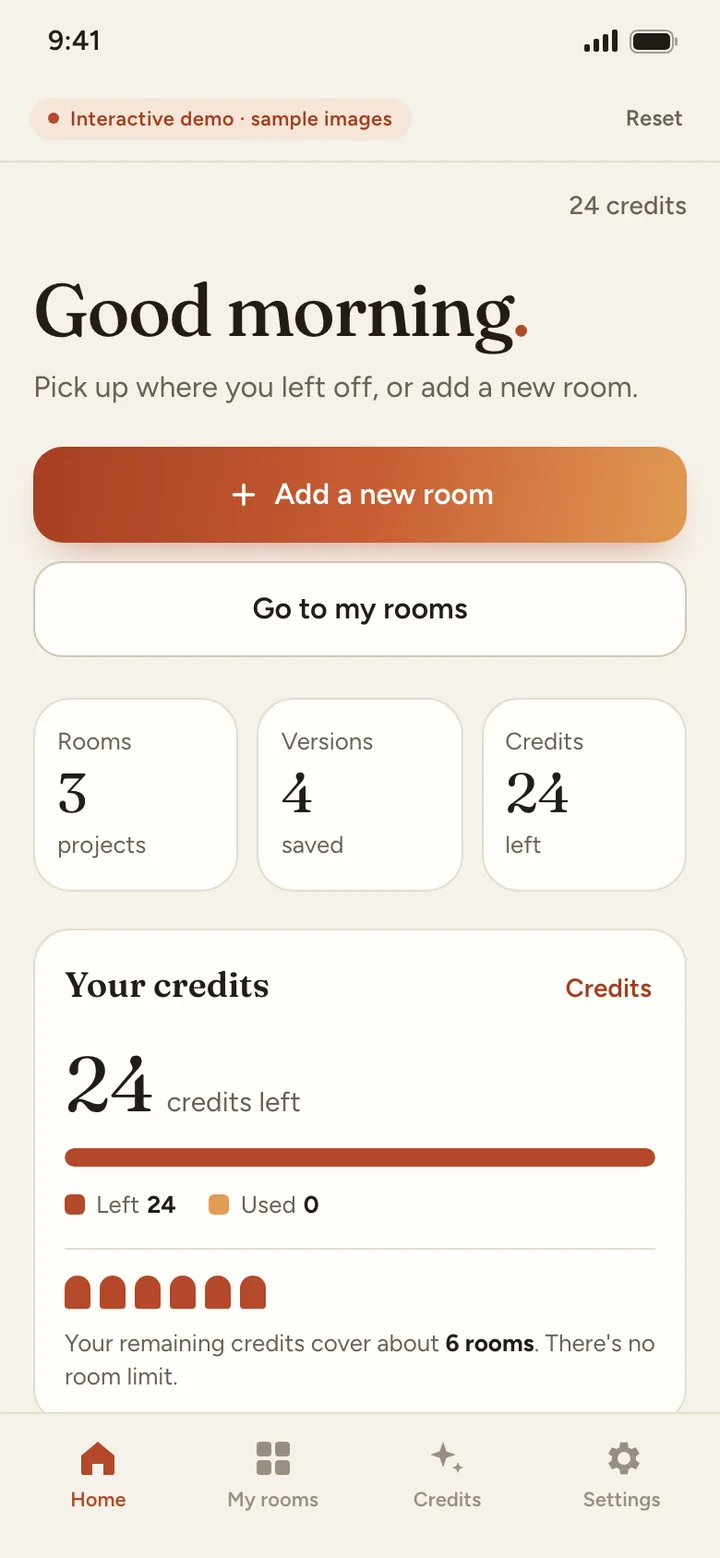 9:41
Interactive demo · sample images
Reset
24 credits
Good morning.
Pick up where you left off, or add a new room.
+ Add a new room
Go to my rooms
Rooms
3
projects
Versions
4
saved
Credits
24
left
Your credits
Credits
24 credits left
Left 24
Used 0
Your remaining credits cover about 6 rooms. There's no
room limit.
Home
My rooms
Credits
Settings